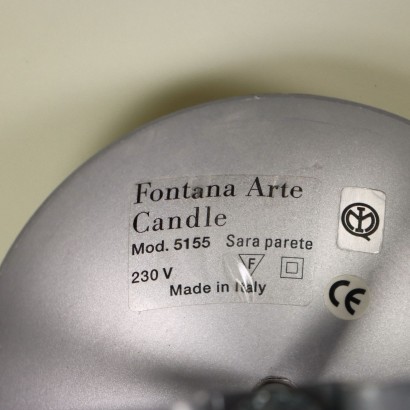 Fontana Arte
Candle
Mod. 5155 Sara parete
230 V F
Made in Italy
CE